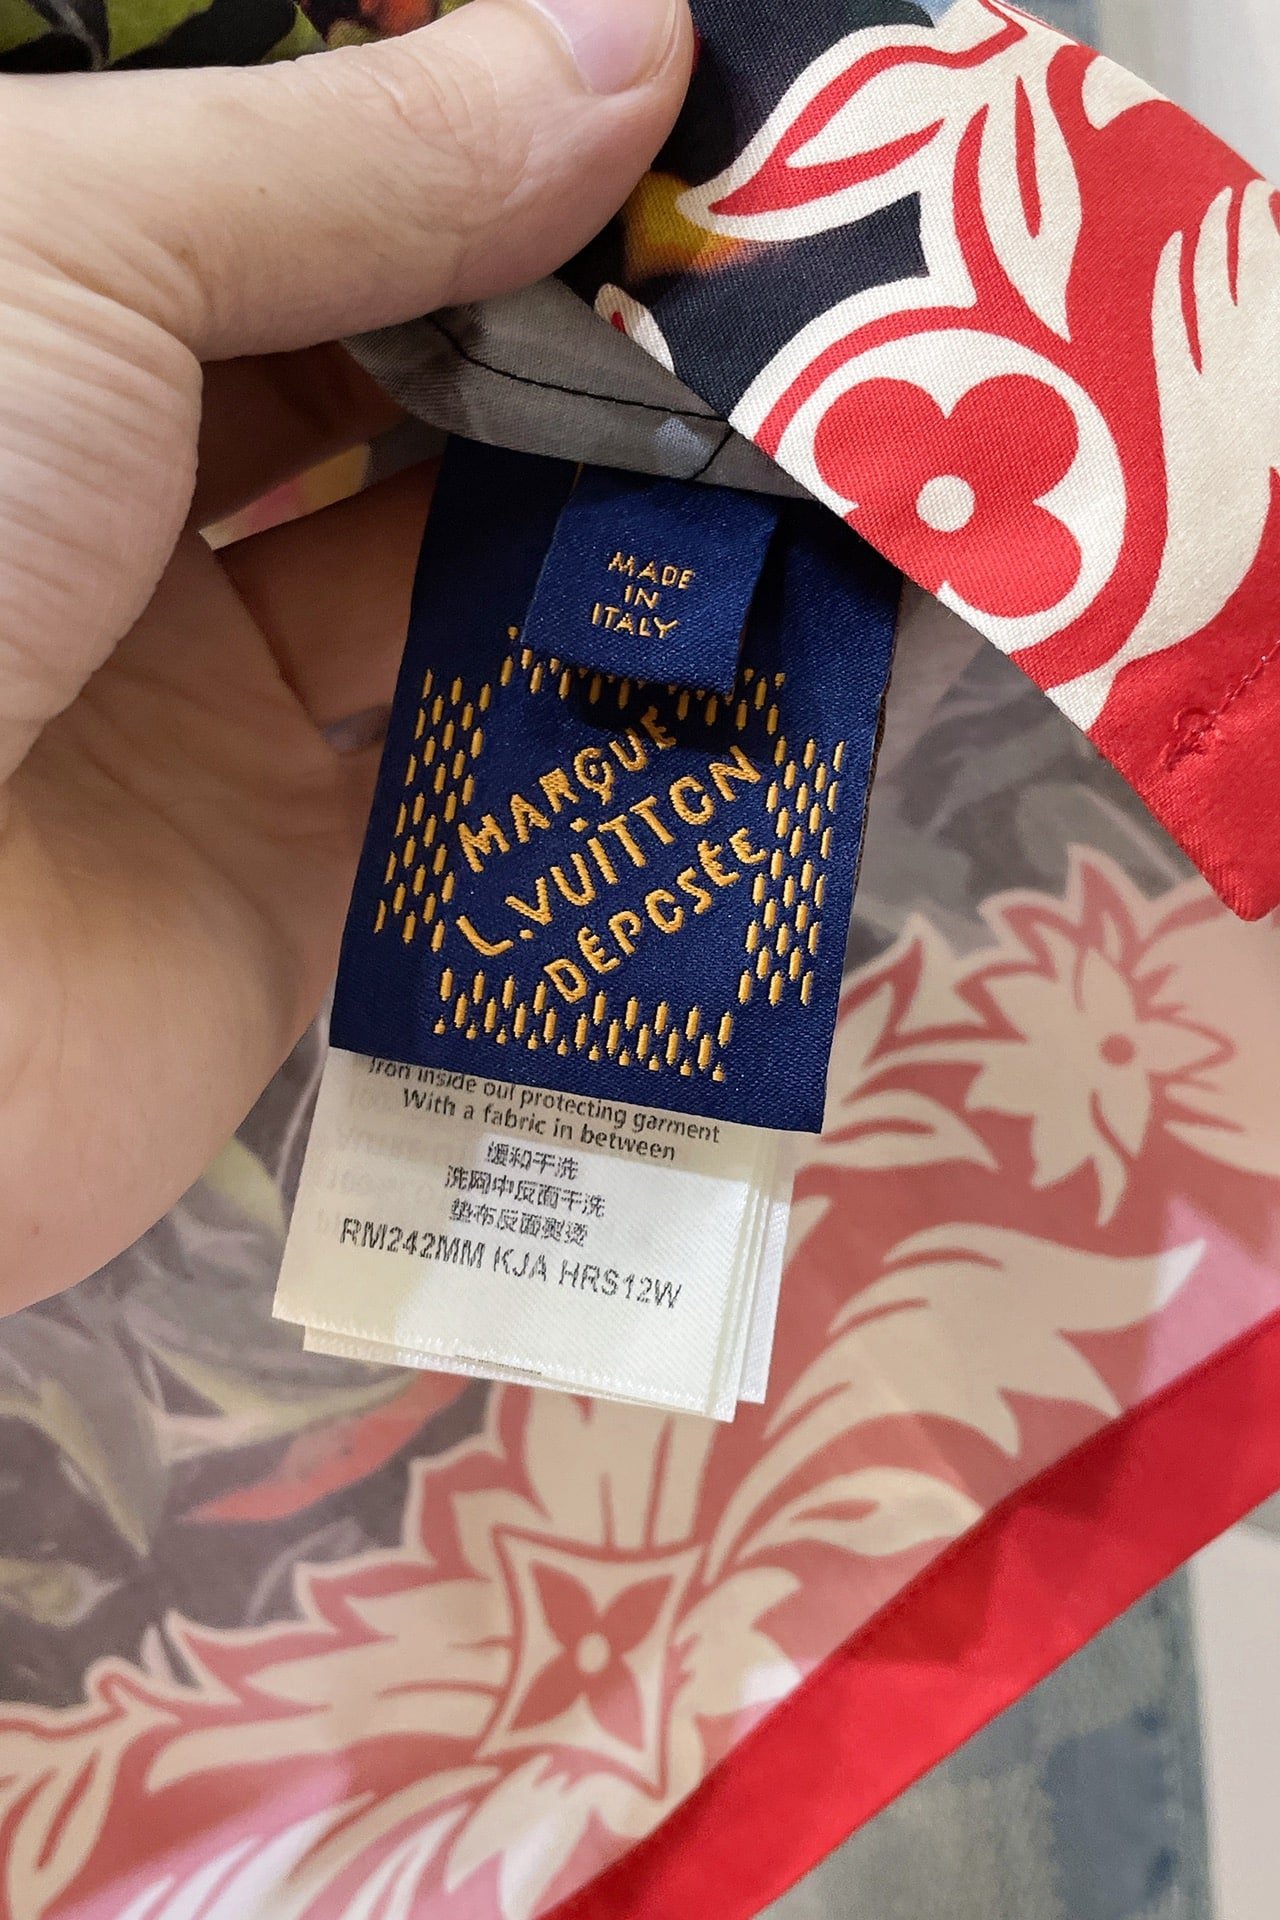 MADE
IN
ITALY
MARQUE
L.VUITTON
DÉPOSÉE
Iron inside out protecting garment
With a fabric in between
缓和干洗
洗网中反面干洗
垫布反面熨烫
RM242MM KJA HRS12W